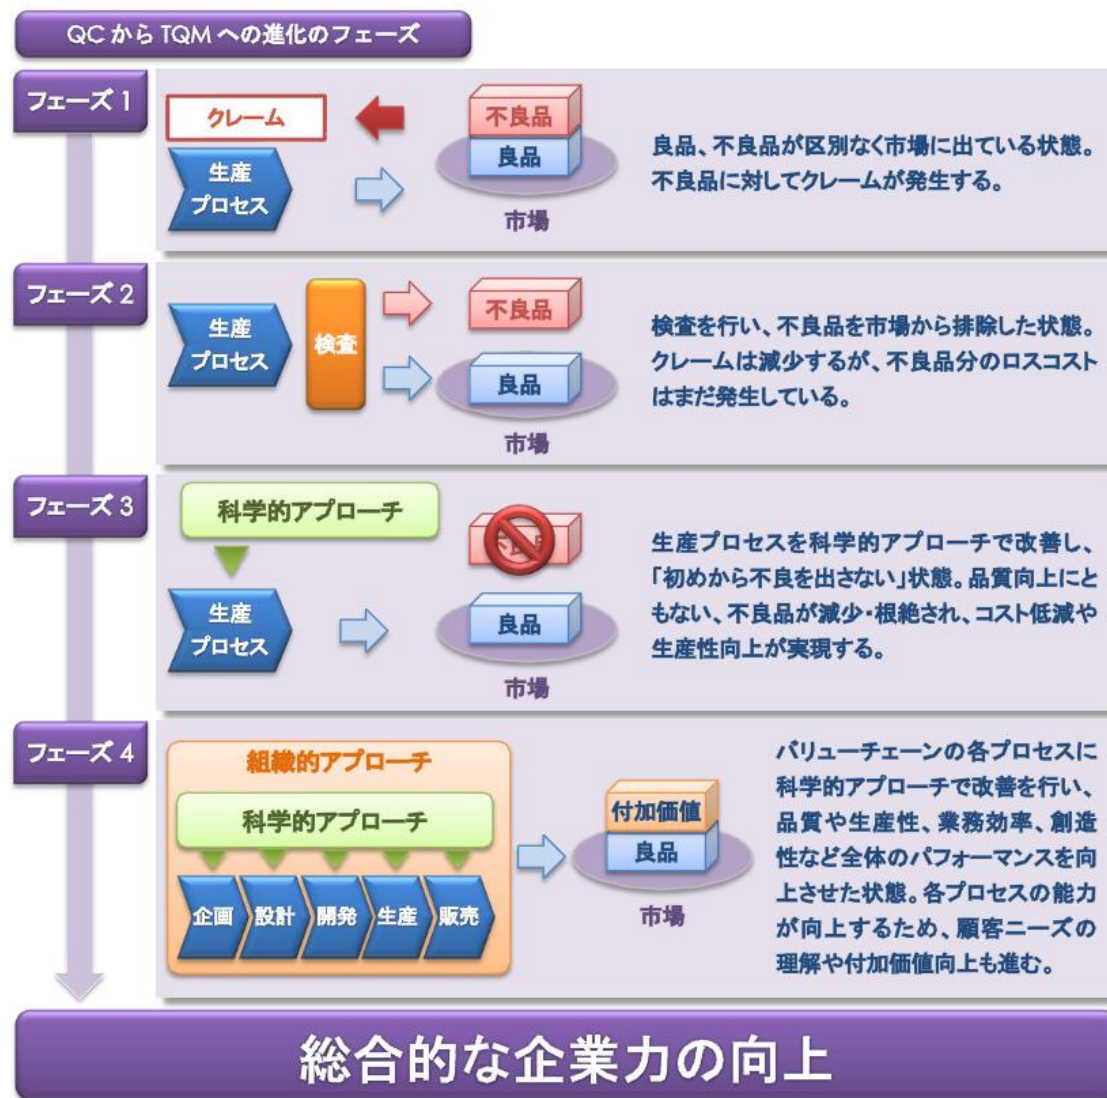 QC から TQM への進化のフェーズ
フェーズ 1
クレーム
生産
プロセス
不良品
良品
市場
良品、不良品が区別なく市場に出ている状態。
不良品に対してクレームが発生する。
フェーズ 2
生産
プロセス
検査
不良品
良品
市場
検査を行い、不良品を市場から排除した状態。
クレームは減少するが、不良品分のロスコスト
はまだ発生している。
フェーズ 3
科学的アプローチ
生産
プロセス
不良品
良品
市場
生産プロセスを科学的アプローチで改善し、
「初めから不良を出さない」状態。品質向上にと
もない、不良品が減少・根絶され、コスト低減や
生産性向上が実現する。
フェーズ 4
組織的アプローチ
科学的アプローチ
企画
設計
開発
生産
販売
付加価値
良品
市場
バリューチェーンの各プロセスに
科学的アプローチで改善を行い、
品質や生産性、業務効率、創造
性など全体のパフォーマンスを向
上させた状態。各プロセスの能力
が向上するため、顧客ニーズの
理解や付加価値向上も進む。
総合的な企業力の向上